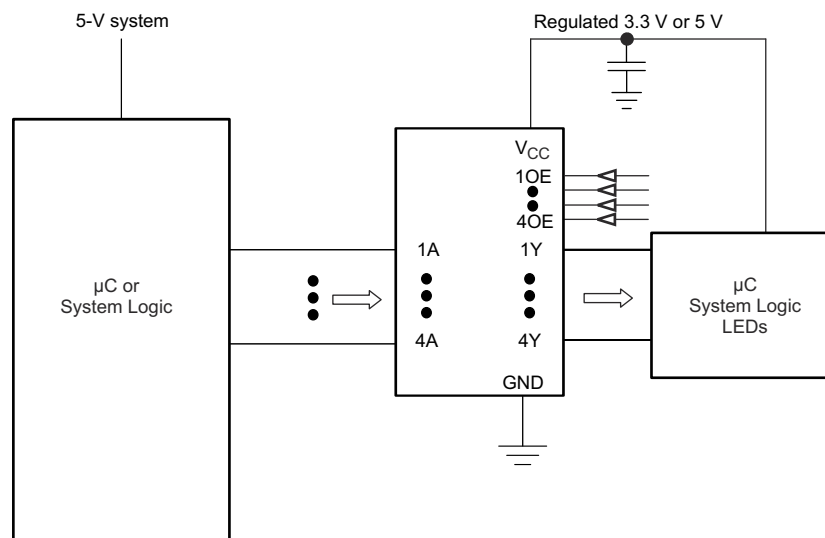 5-V system
Regulated 3.3 V or 5 V
VCC
1OE
4OE
1A
1Y
µC or
System Logic
µC
System Logic
LEDs
4A
4Y
GND